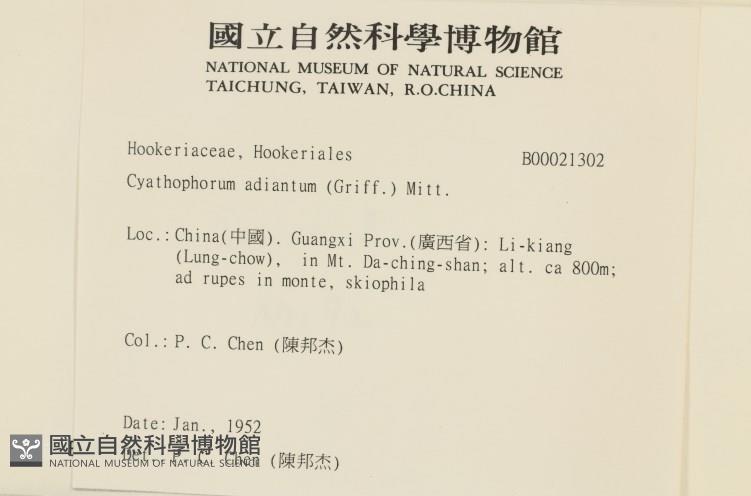 國立自然科學博物館
NATIONAL MUSEUM OF NATURAL SCIENCE
TAICHUNG, TAIWAN, R.O.CHINA
Hookeriaceae, Hookeriales B00021302
Cyathophorum adiantum (Griff.) Mitt.
Loc.: China(中國). Guangxi Prov.(廣西省): Li-kiang
(Lung-chow), in Mt. Da-ching-shan; alt. ca 800m;
ad rupes in monte, skiophila
Col.: P. C. Chen (陳邦杰)
Date: Jan., 1952
國立自然科學博物館
NATIONAL MUSEUM OF NATURAL SCIENCE
Det. P. C. Chen (陳邦杰)